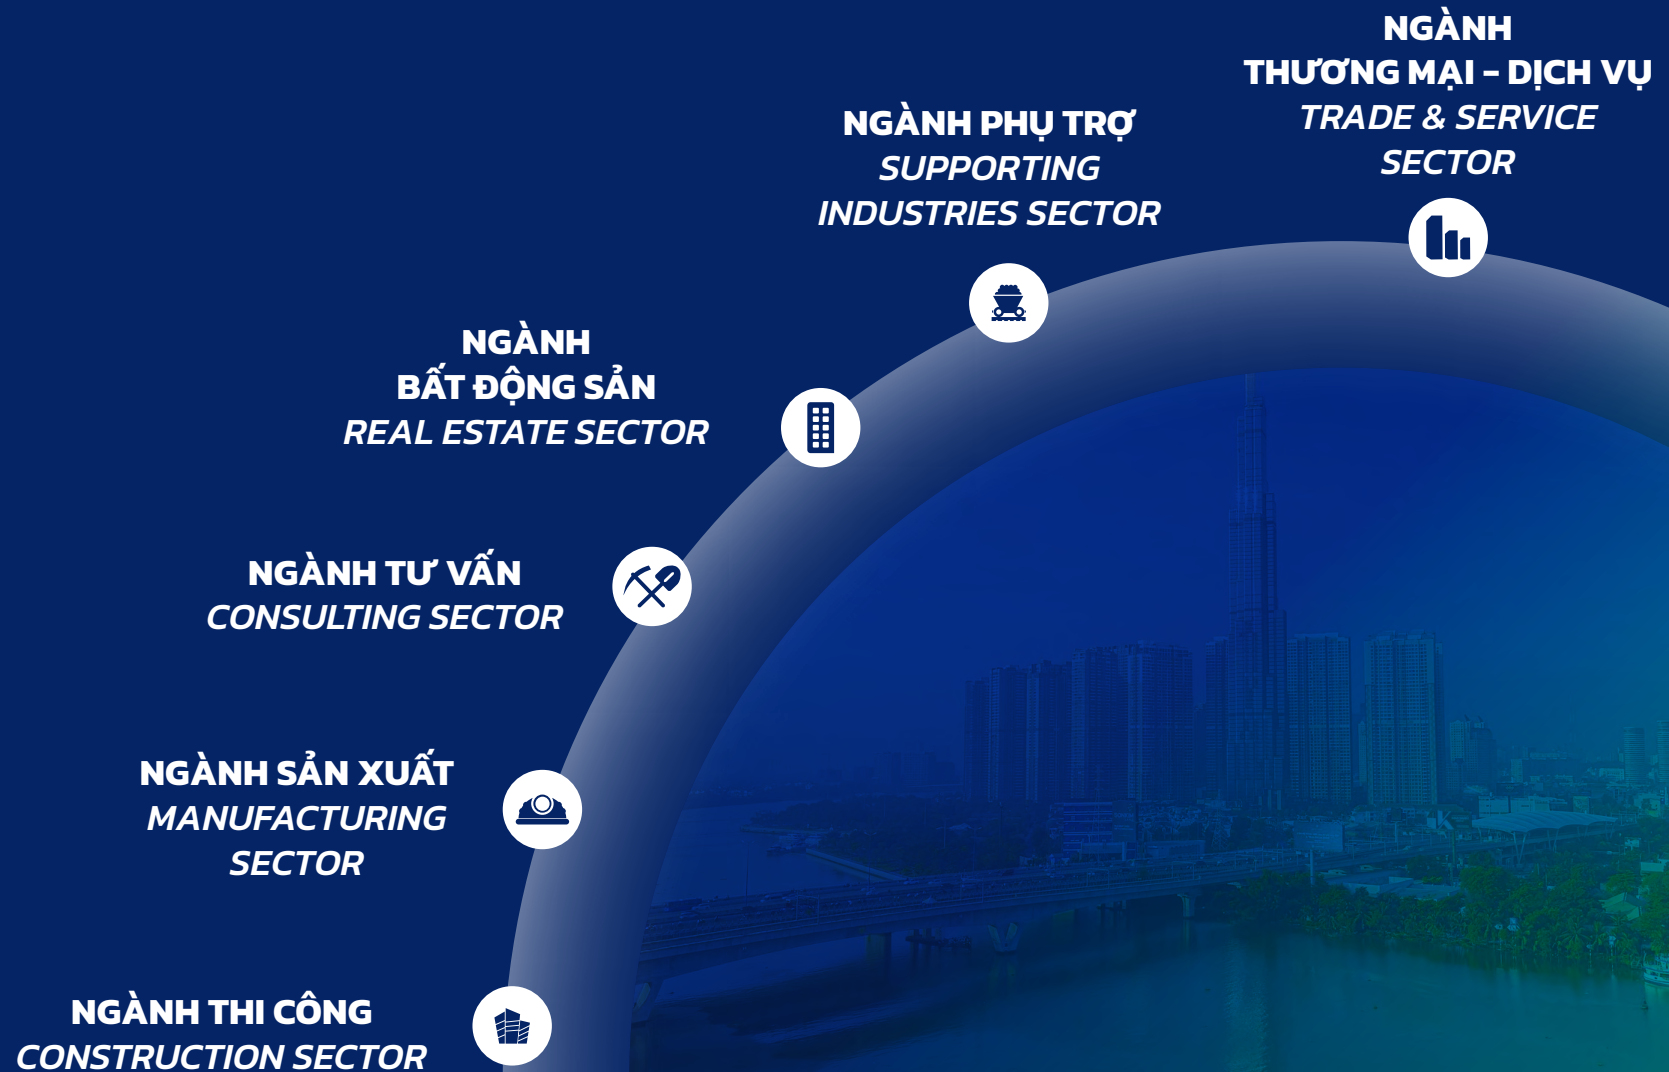 NGÀNH
THƯƠNG MẠI – DỊCH VỤ
TRADE & SERVICE
SECTOR
NGÀNH PHỤ TRỢ
SUPPORTING
INDUSTRIES SECTOR
NGÀNH
BẤT ĐỘNG SẢN
REAL ESTATE SECTOR
NGÀNH TƯ VẤN
CONSULTING SECTOR
NGÀNH SẢN XUẤT
MANUFACTURING
SECTOR
NGÀNH THI CÔNG
CONSTRUCTION SECTOR